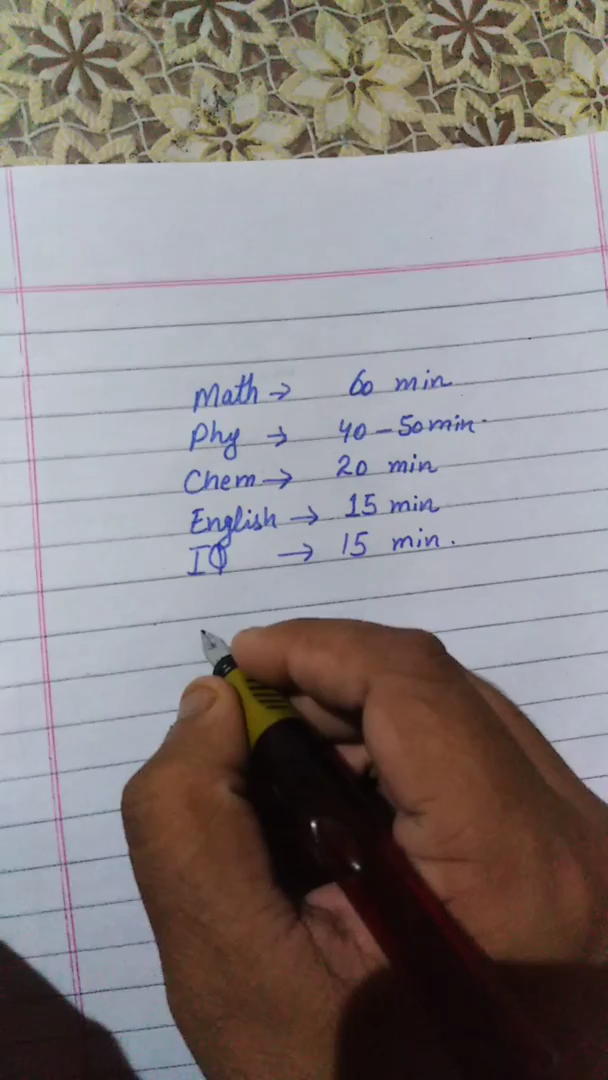 Math → 60 min
Phy → 40 - 50 min.
Chem → 20 min
English → 15 min
IQ → 15 min.